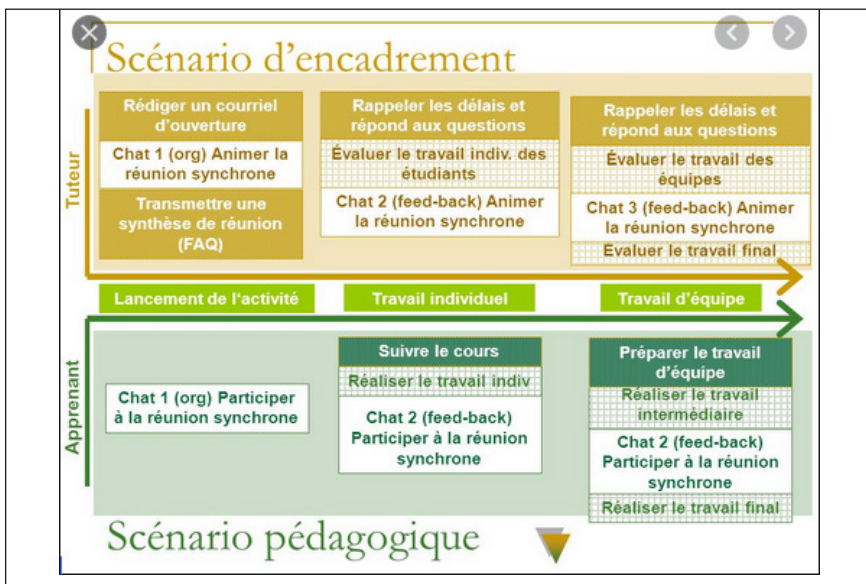 Scénario d'encadrement
Tuteur
Rédiger un courriel
d'ouverture
Chat 1 (org) Animer la
réunion synchrone
Transmettre une
synthèse de réunion
(FAQ)
Rappeler les délais et
répond aux questions
Évaluer le travail indiv. des
étudiants
Chat 2 (feed-back) Animer
la réunion synchrone
Rappeler les délais et
répond aux questions
Évaluer le travail des
équipes
Chat 3 (feed-back) Animer
la réunion synchrone
Evaluer le travail final
Lancement de l'activité
Travail individuel
Travail d'équipe
Apprenant
Chat 1 (org) Participer
à la réunion synchrone
Suivre le cours
Réaliser le travail indiv
Chat 2 (feed-back)
Participer à la réunion
synchrone
Préparer le travail
d'équipe
Réaliser le travail
intermédiaire
Chat 2 (feed-back)
Participer à la réunion
synchrone
Réaliser le travail final
Scénario pédagogique